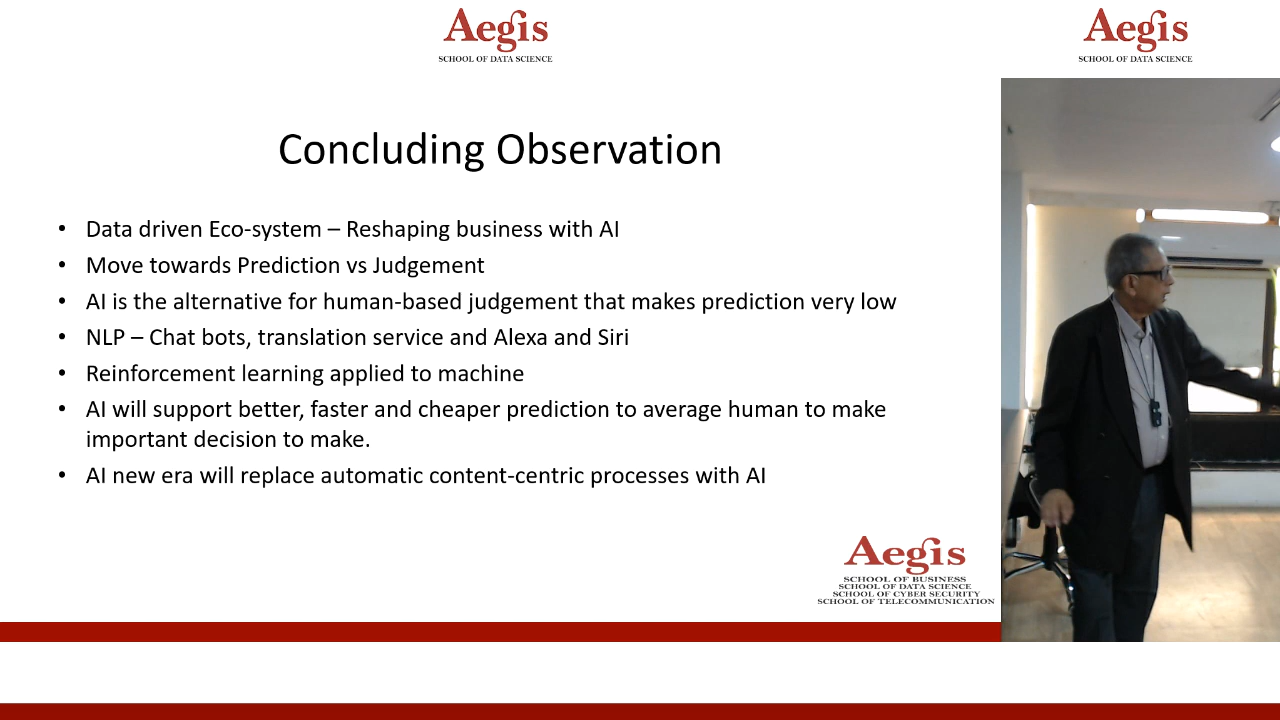 Aegis
SCHOOL OF DATA SCIENCE
Aegis
SCHOOL OF DATA SCIENCE
Concluding Observation
• Data driven Eco-system – Reshaping business with AI
• Move towards Prediction vs Judgement
• AI is the alternative for human-based judgement that makes prediction very low
• NLP – Chat bots, translation service and Alexa and Siri
• Reinforcement learning applied to machine
• AI will support better, faster and cheaper prediction to average human to make
important decision to make.
• AI new era will replace automatic content-centric processes with AI
Aegis
SCHOOL OF BUSINESS
SCHOOL OF DATA SCIENCE
SCHOOL OF CYBER SECURITY
SCHOOL OF TELECOMMUNICATION